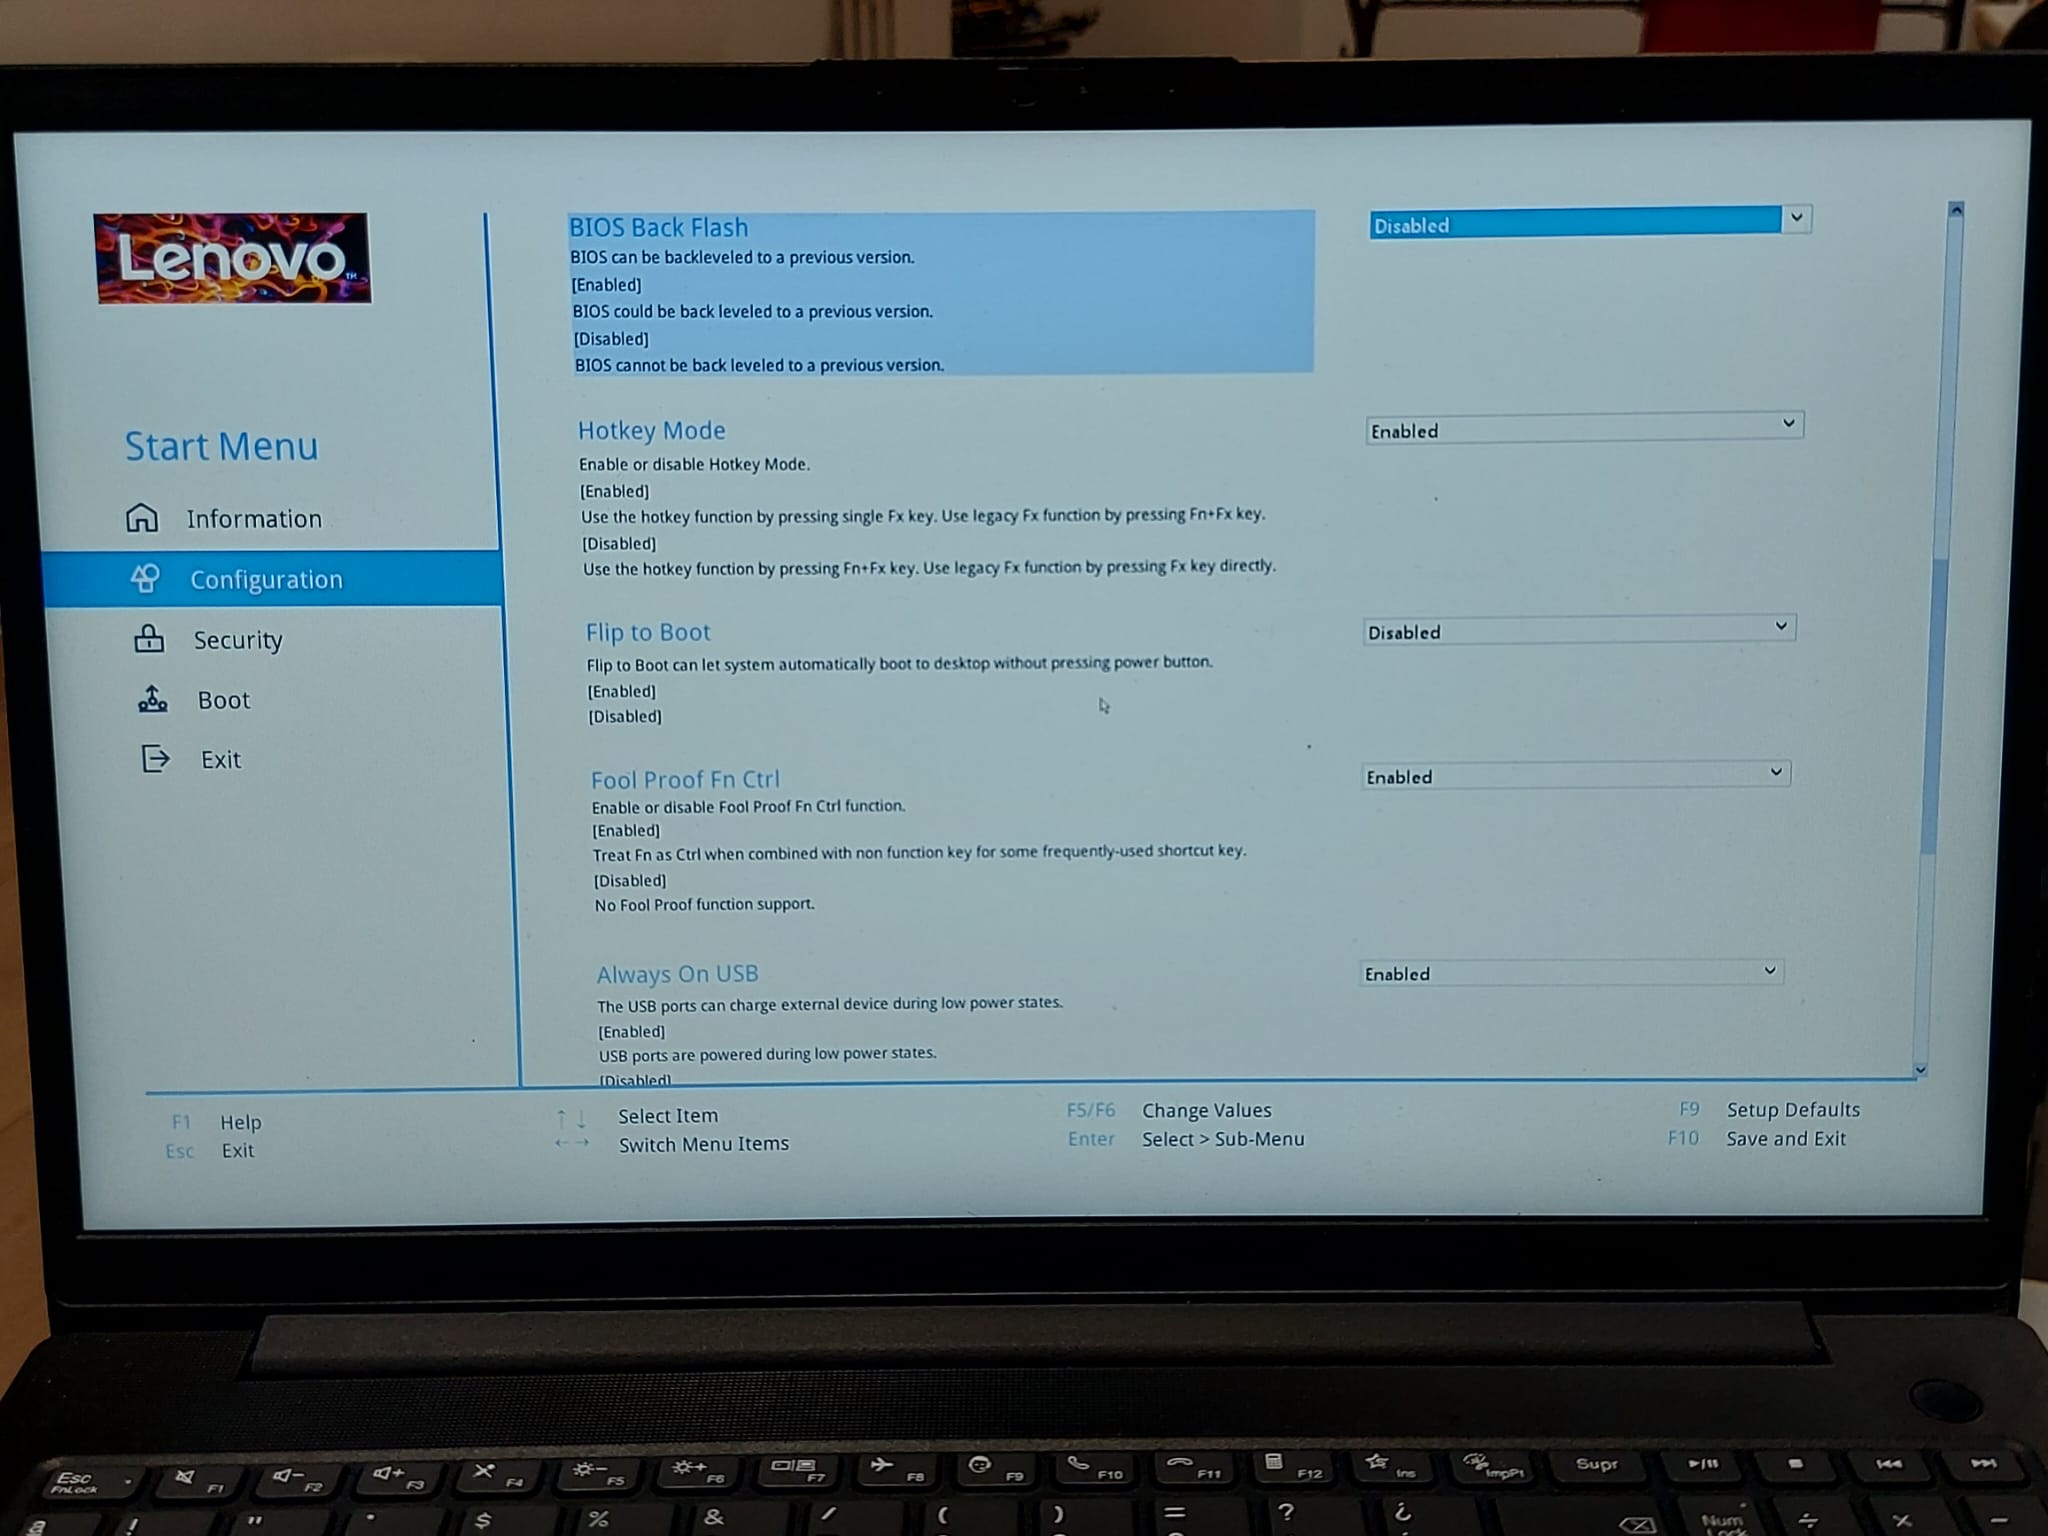 Lenovo™
BIOS Back Flash
BIOS can be backleveled to a previous version.
[Enabled]
BIOS could be back leveled to a previous version.
[Disabled]
BIOS cannot be back leveled to a previous version.
Disabled
Start Menu
Information
Configuration
Security
Boot
Exit
Hotkey Mode
Enable or disable Hotkey Mode.
[Enabled]
Use the hotkey function by pressing single Fx key. Use legacy Fx function by pressing Fn+Fx key.
[Disabled]
Use the hotkey function by pressing Fn+Fx key. Use legacy Fx function by pressing Fx key directly.
Enabled
Flip to Boot
Flip to Boot can let system automatically boot to desktop without pressing power button.
[Enabled]
[Disabled]
Disabled
Fool Proof Fn Ctrl
Enable or disable Fool Proof Fn Ctrl function.
[Enabled]
Treat Fn as Ctrl when combined with non function key for some frequently-used shortcut key.
[Disabled]
No Fool Proof function support.
Enabled
Always On USB
The USB ports can charge external device during low power states.
[Enabled]
USB ports are powered during low power states.
[Disabled]
Enabled
F1 Help
Esc Exit
↑ ↓ Select Item
←→ Switch Menu Items
F5/F6 Change Values
Enter Select > Sub-Menu
F9 Setup Defaults
F10 Save and Exit
Esc F1 F2 F3 F4 F5 F6 F7 F8 F9 F10 F11 F12 Ins ImpPt Supr
FnLock
ª ! " · $ % & / ( ) = ? ¿ Num ÷ × −
Lock